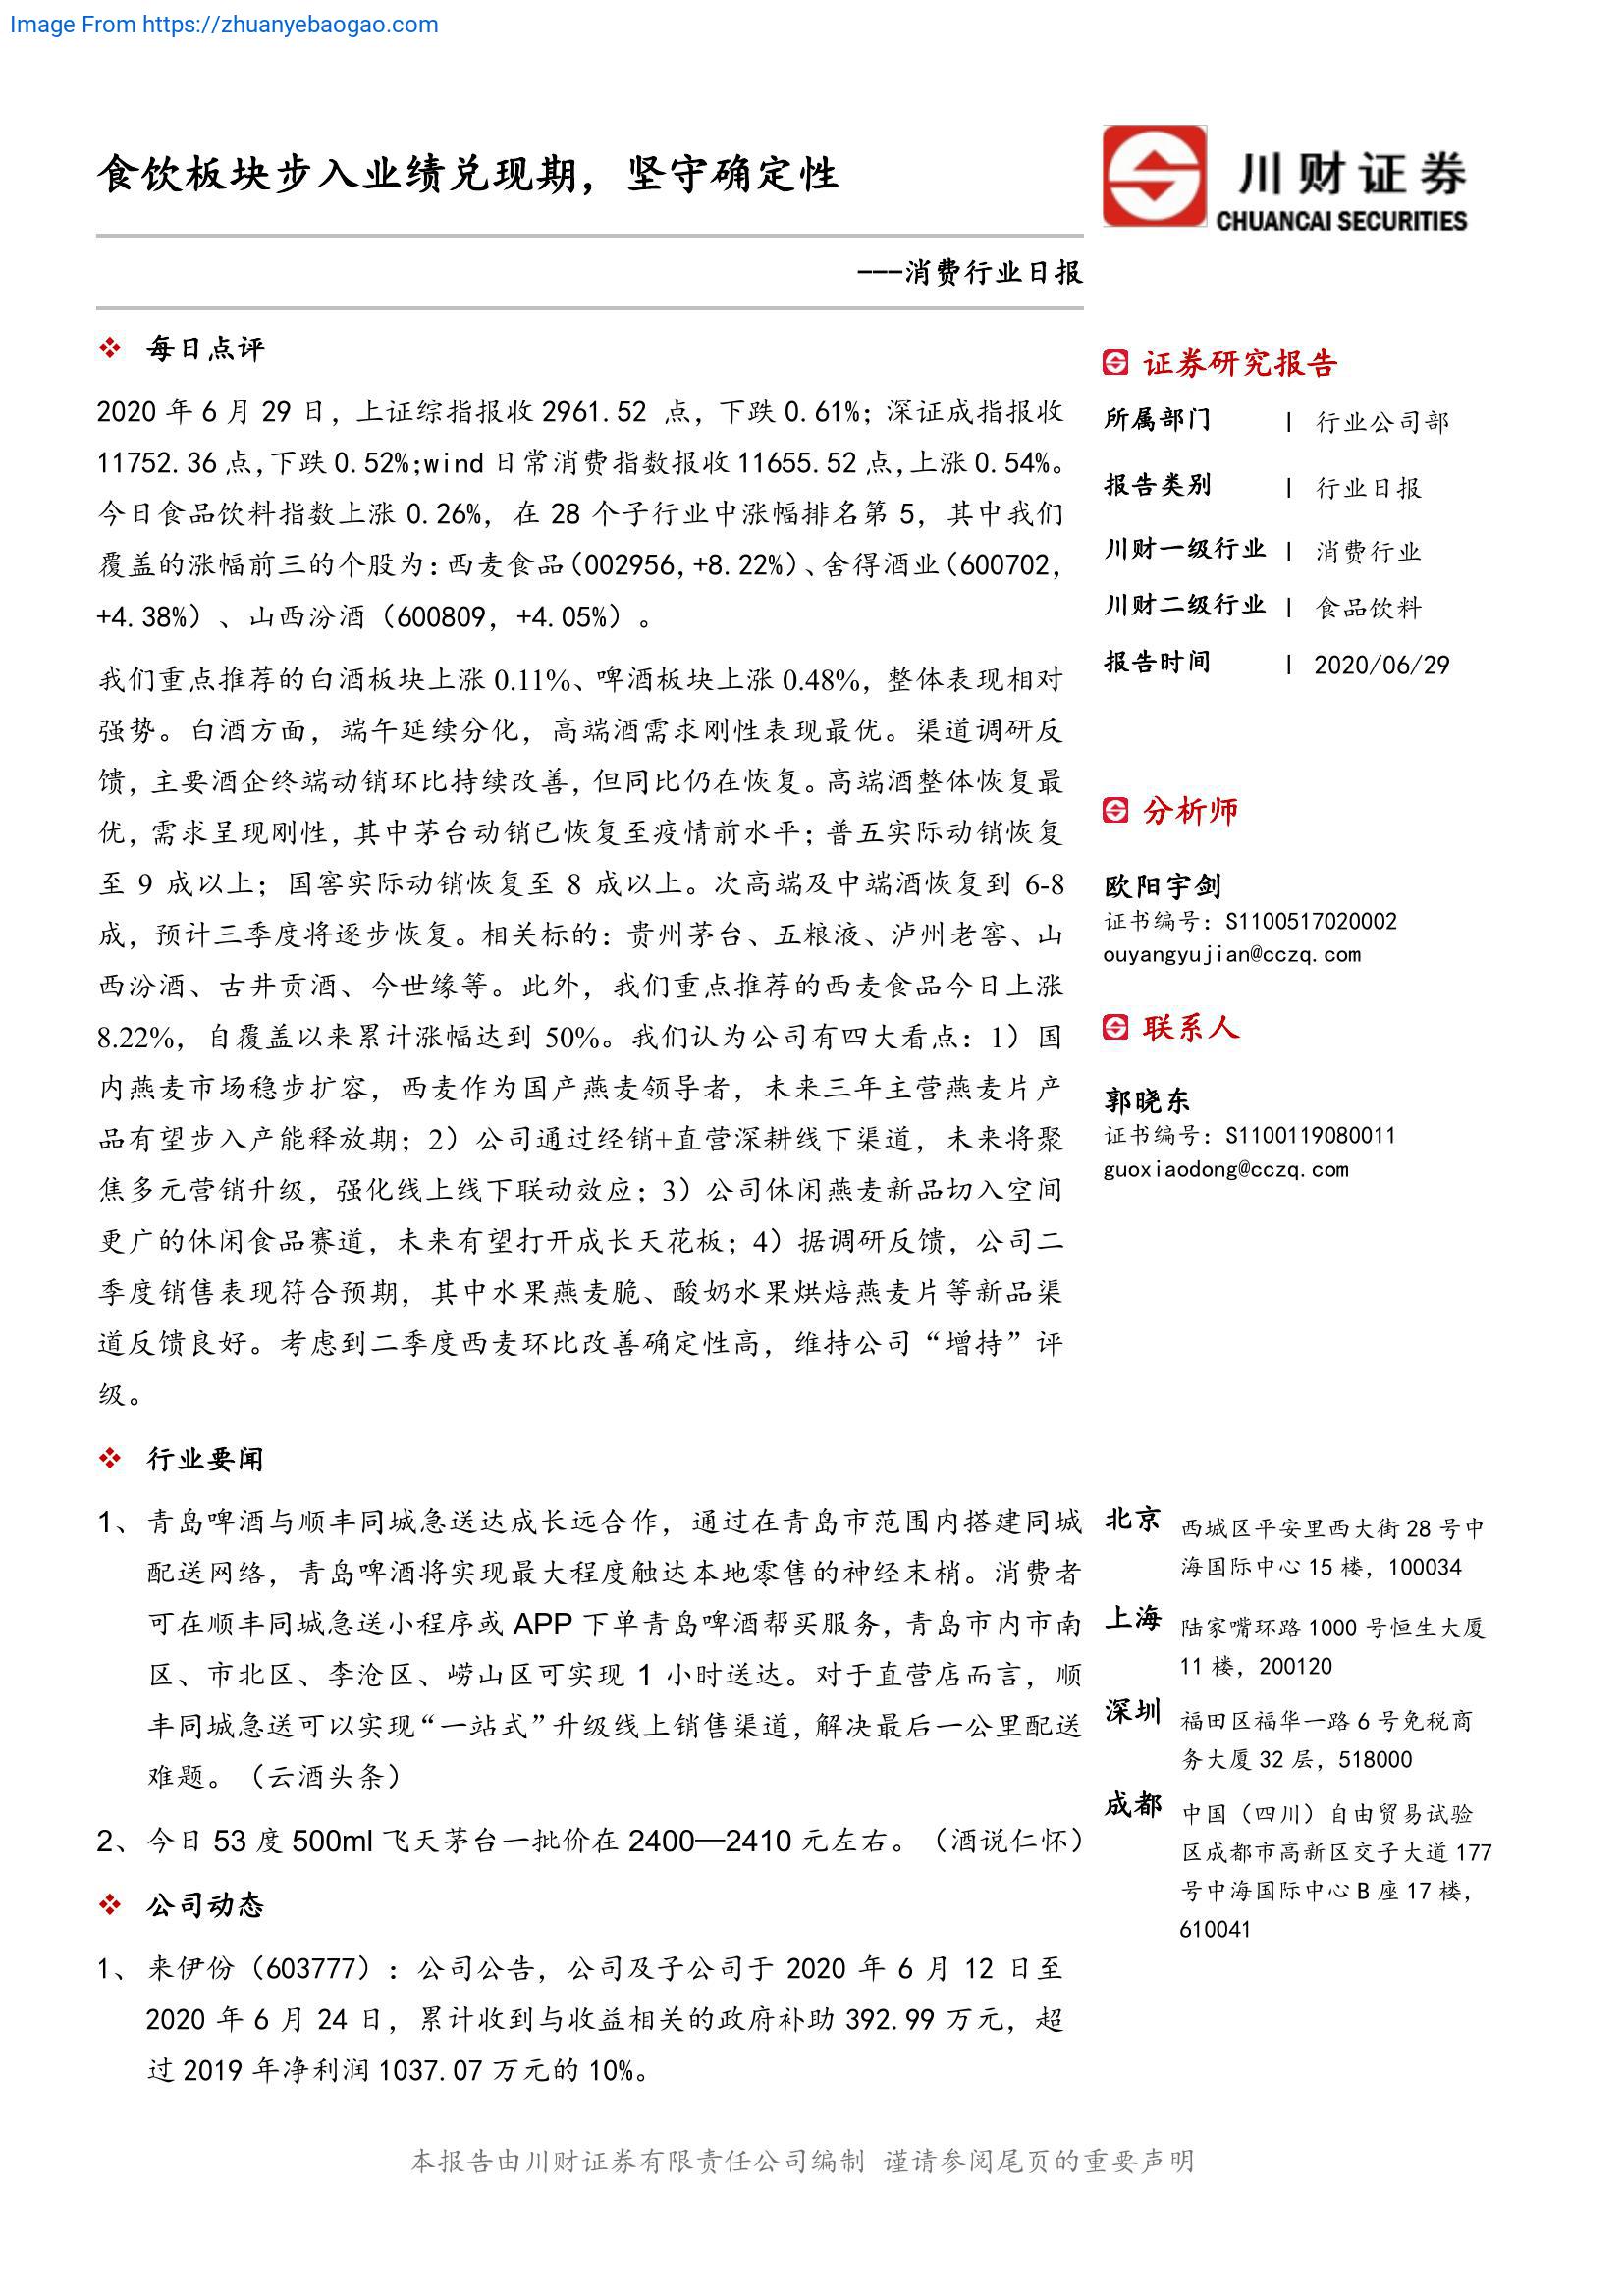 Image From https://zhuanyebaogao.com
食饮板块步入业绩兑现期，坚守确定性
川财证券
CHUANCAI SECURITIES
---消费行业日报
每日点评
2020 年 6 月 29 日，上证综指报收 2961.52 点，下跌 0.61%；深证成指报收
11752.36 点，下跌 0.52%;wind 日常消费指数报收 11655.52 点，上涨 0.54%。
今日食品饮料指数上涨 0.26%，在 28 个子行业中涨幅排名第 5，其中我们
覆盖的涨幅前三的个股为：西麦食品（002956，+8.22%）、舍得酒业（600702，
+4.38%）、山西汾酒（600809，+4.05%）。
我们重点推荐的白酒板块上涨 0.11%、啤酒板块上涨 0.48%，整体表现相对
强势。白酒方面，端午延续分化，高端酒需求刚性表现最优。渠道调研反
馈，主要酒企终端动销环比持续改善，但同比仍在恢复。高端酒整体恢复最
优，需求呈现刚性，其中茅台动销已恢复至疫情前水平；普五实际动销恢复
至 9 成以上；国窖实际动销恢复至 8 成以上。次高端及中端酒恢复到 6-8
成，预计三季度将逐步恢复。相关标的：贵州茅台、五粮液、泸州老窖、山
西汾酒、古井贡酒、今世缘等。此外，我们重点推荐的西麦食品今日上涨
8.22%，自覆盖以来累计涨幅达到 50%。我们认为公司有四大看点：1）国
内燕麦市场稳步扩容，西麦作为国产燕麦领导者，未来三年主营燕麦片产
品有望步入产能释放期；2）公司通过经销+直营深耕线下渠道，未来将聚
焦多元营销升级，强化线上线下联动效应；3）公司休闲燕麦新品切入空间
更广的休闲食品赛道，未来有望打开成长天花板；4）据调研反馈，公司二
季度销售表现符合预期，其中水果燕麦脆、酸奶水果烘焙燕麦片等新品渠
道反馈良好。考虑到二季度西麦环比改善确定性高，维持公司“增持”评
级。
行业要闻
1、青岛啤酒与顺丰同城急送达成长远合作，通过在青岛市范围内搭建同城
配送网络，青岛啤酒将实现最大程度触达本地零售的神经末梢。消费者
可在顺丰同城急送小程序或 APP 下单青岛啤酒帮买服务，青岛市内市南
区、市北区、李沧区、崂山区可实现 1 小时送达。对于直营店而言，顺
丰同城急送可以实现“一站式”升级线上销售渠道，解决最后一公里配送
难题。（云酒头条）
2、今日 53 度 500ml 飞天茅台一批价在 2400—2410 元左右。（酒说仁怀）
公司动态
1、来伊份（603777）：公司公告，公司及子公司于 2020 年 6 月 12 日至
2020 年 6 月 24 日，累计收到与收益相关的政府补助 392.99 万元，超
过 2019 年净利润 1037.07 万元的 10%。
证券研究报告
所属部门 | 行业公司部
报告类别 | 行业日报
川财一级行业 | 消费行业
川财二级行业 | 食品饮料
报告时间 | 2020/06/29
分析师
欧阳宇剑
证书编号：S1100517020002
ouyangyujian@cczq.com
联系人
郭晓东
证书编号：S1100119080011
guoxiaodong@cczq.com
北京 西城区平安里西大街 28 号中
海国际中心 15 楼，100034
上海 陆家嘴环路 1000 号恒生大厦
11 楼，200120
深圳 福田区福华一路 6 号免税商
务大厦 32 层，518000
成都 中国（四川）自由贸易试验
区成都市高新区交子大道 177
号中海国际中心 B 座 17 楼，
610041
本报告由川财证券有限责任公司编制 谨请参阅尾页的重要声明